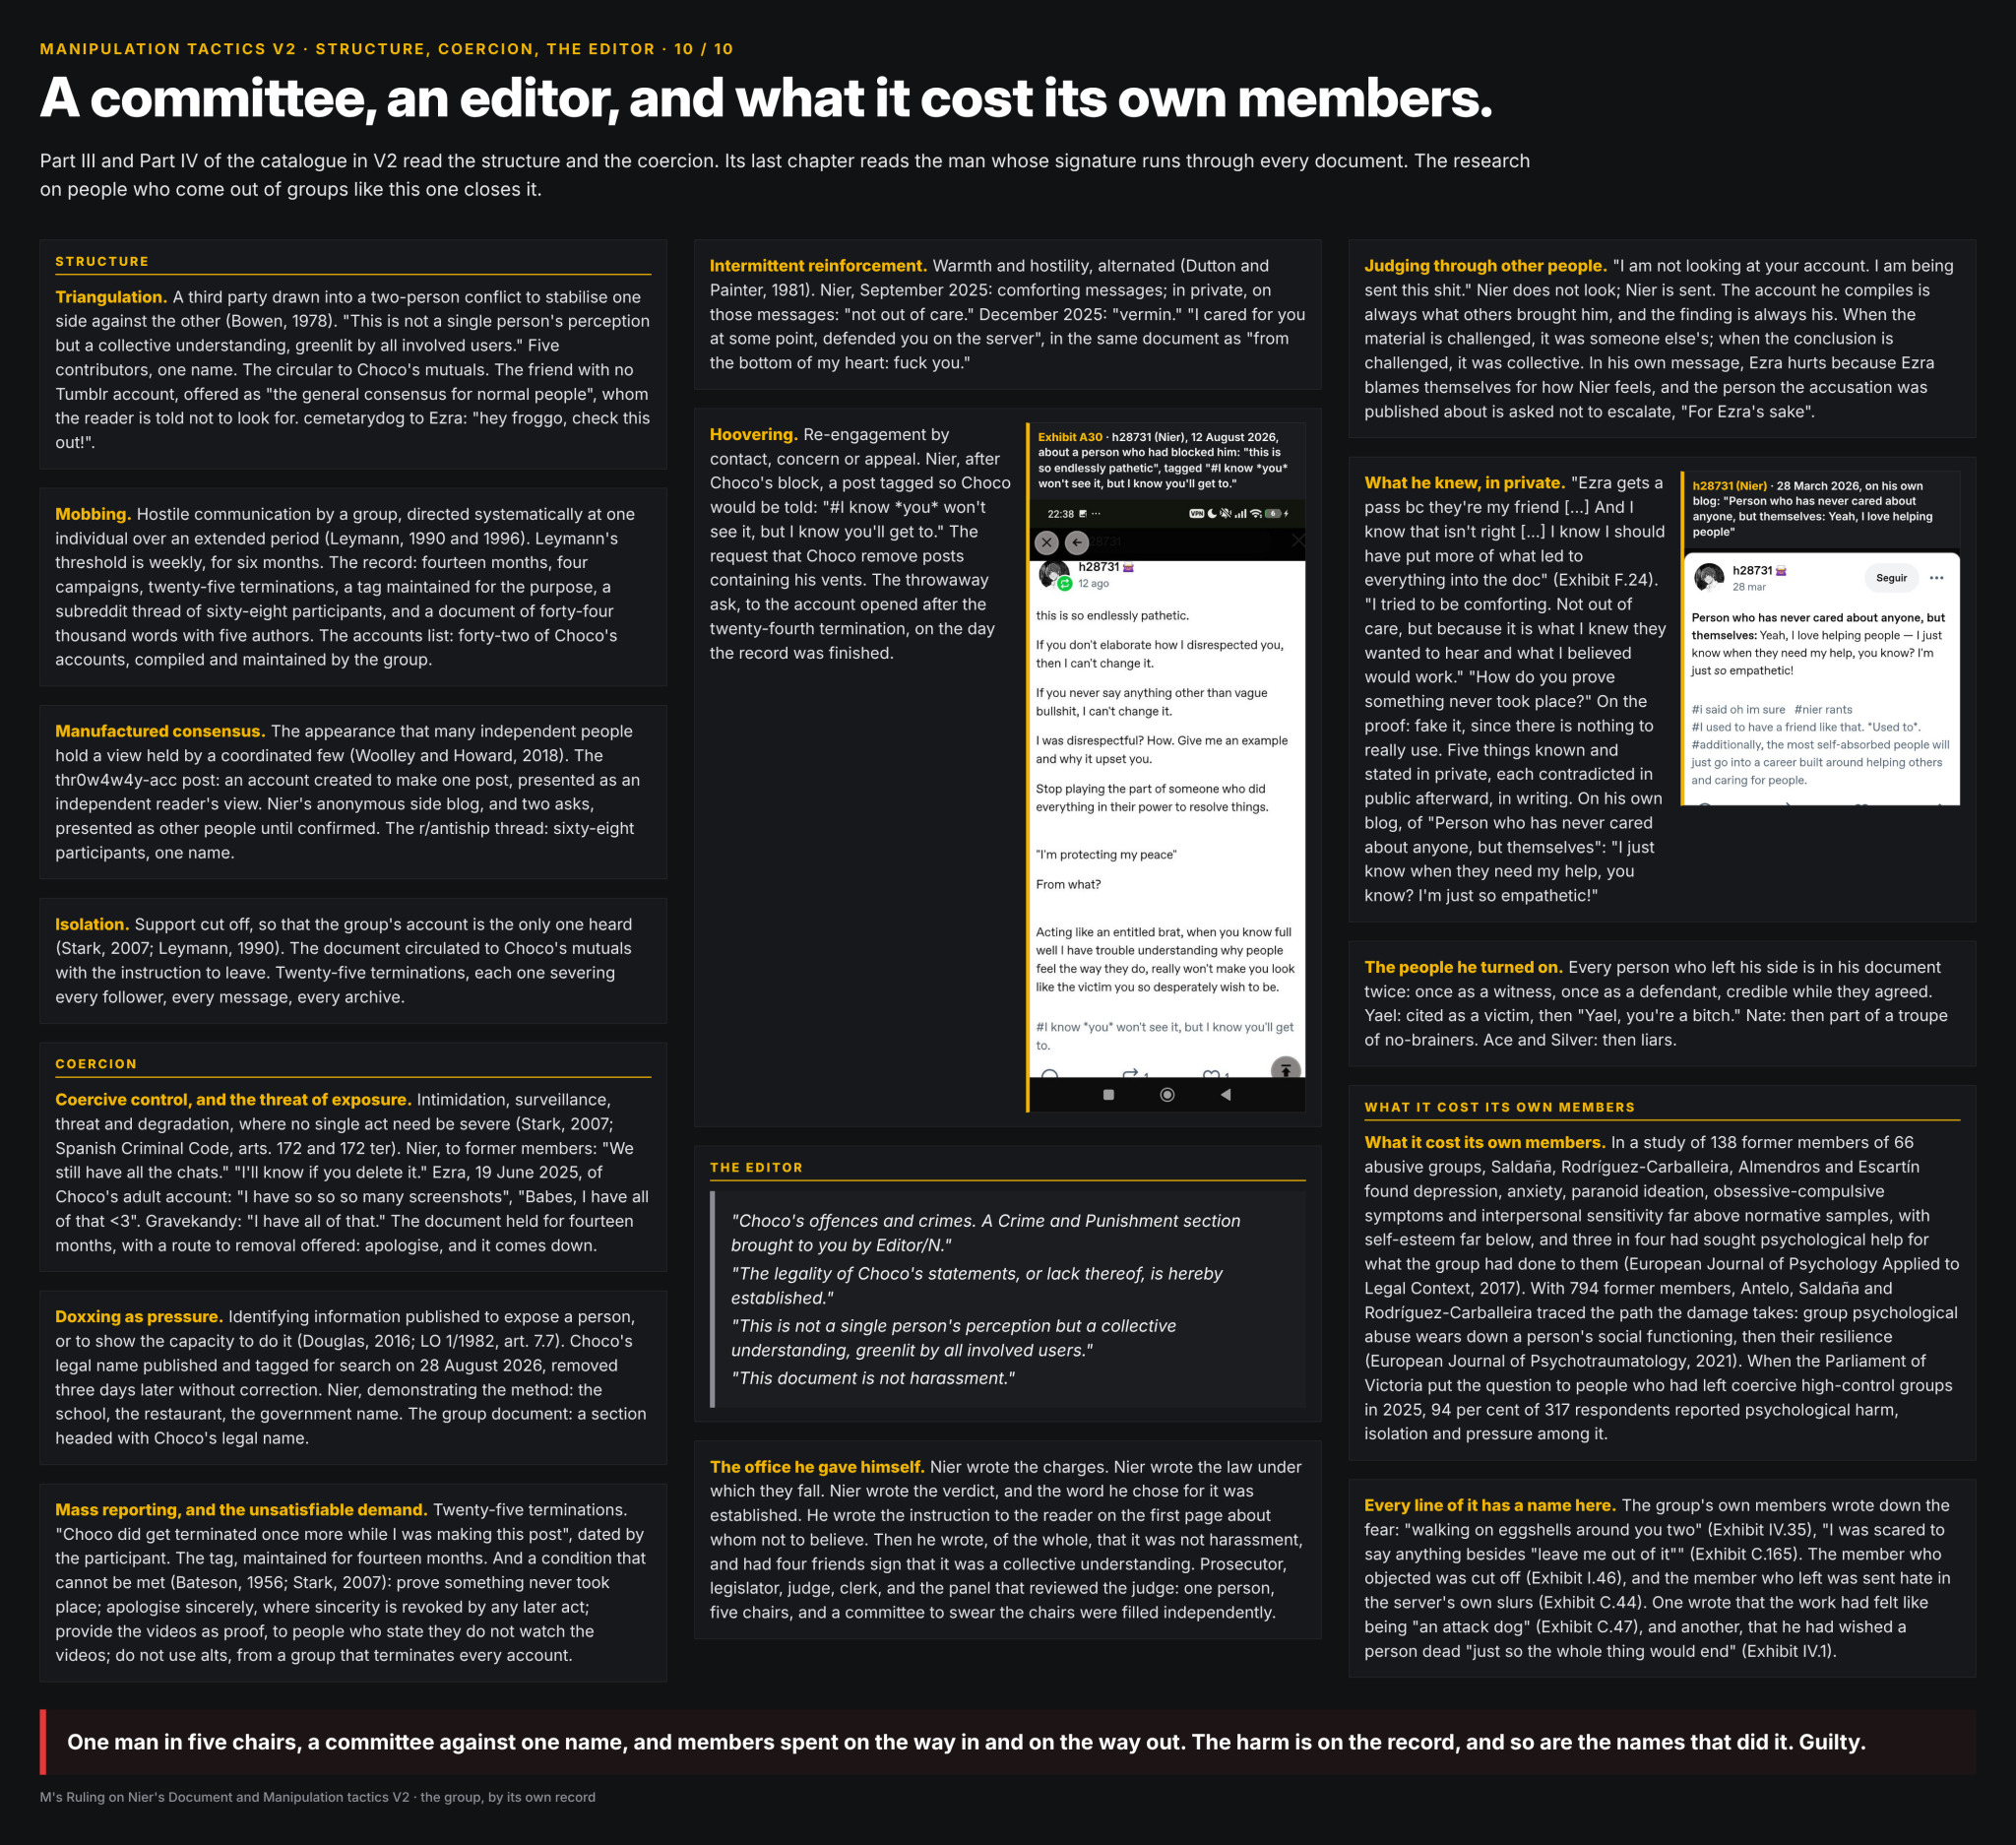 MANIPULATION TACTICS V2 · STRUCTURE, COERCION, THE EDITOR · 10 / 10
A committee, an editor, and what it cost its own members.
Part III and Part IV of the catalogue in V2 read the structure and the coercion. Its last chapter reads the man whose signature runs through every document. The research
on people who come out of groups like this one closes it.
STRUCTURE
Triangulation. A third party drawn into a two-person conflict to stabilise one
side against the other (Bowen, 1978). "This is not a single person's perception
but a collective understanding, greenlit by all involved users." Five
contributors, one name. The circular to Choco's mutuals. The friend with no
Tumblr account, offered as "the general consensus for normal people", whom
the reader is told not to look for. cemetarydog to Ezra: "hey froggo, check this
out!".
Mobbing. Hostile communication by a group, directed systematically at one
individual over an extended period (Leymann, 1990 and 1996). Leymann's
threshold is weekly, for six months. The record: fourteen months, four
campaigns, twenty-five terminations, a tag maintained for the purpose, a
subreddit thread of sixty-eight participants, and a document of forty-four
thousand words with five authors. The accounts list: forty-two of Choco's
accounts, compiled and maintained by the group.
Manufactured consensus. The appearance that many independent people
hold a view held by a coordinated few (Woolley and Howard, 2018). The
thr0w4w4y-acc post: an account created to make one post, presented as an
independent reader's view. Nier's anonymous side blog, and two asks,
presented as other people until confirmed. The r/antiship thread: sixty-eight
participants, one name.
Isolation. Support cut off, so that the group's account is the only one heard
(Stark, 2007; Leymann, 1990). The document circulated to Choco's mutuals
with the instruction to leave. Twenty-five terminations, each one severing
every follower, every message, every archive.
COERCION
Coercive control, and the threat of exposure. Intimidation, surveillance,
threat and degradation, where no single act need be severe (Stark, 2007;
Spanish Criminal Code, arts. 172 and 172 ter). Nier, to former members: "We
still have all the chats." "I'll know if you delete it." Ezra, 19 June 2025, of
Choco's adult account: "I have so so so many screenshots", "Babes, I have all
of that <3". Gravekandy: "I have all of that." The document held for fourteen
months, with a route to removal offered: apologise, and it comes down.
Doxxing as pressure. Identifying information published to expose a person,
or to show the capacity to do it (Douglas, 2016; LO 1/1982, art. 7.7). Choco's
legal name published and tagged for search on 28 August 2026, removed
three days later without correction. Nier, demonstrating the method: the
school, the restaurant, the government name. The group document: a section
headed with Choco's legal name.
Mass reporting, and the unsatisfiable demand. Twenty-five terminations.
"Choco did get terminated once more while I was making this post", dated by
the participant. The tag, maintained for fourteen months. And a condition that
cannot be met (Bateson, 1956; Stark, 2007): prove something never took
place; apologise sincerely, where sincerity is revoked by any later act;
provide the videos as proof, to people who state they do not watch the
videos; do not use alts, from a group that terminates every account.
Intermittent reinforcement. Warmth and hostility, alternated (Dutton and
Painter, 1981). Nier, September 2025: comforting messages; in private, on
those messages: "not out of care." December 2025: "vermin." "I cared for you
at some point, defended you on the server", in the same document as "from
the bottom of my heart: fuck you."
Hoovering. Re-engagement by
contact, concern or appeal. Nier, after
Choco's block, a post tagged so Choco
would be told: "#I know *you* won't
see it, but I know you'll get to." The
request that Choco remove posts
containing his vents. The throwaway
ask, to the account opened after the
twenty-fourth termination, on the day
the record was finished.
Exhibit A30 · h28731 (Nier), 12 August 2026,
about a person who had blocked him: "this is
so endlessly pathetic", tagged "#I know *you*
won't see it, but I know you'll get to."
22:38
VPN
28731
h28731
12 ago
this is so endlessly pathetic.
If you don't elaborate how I disrespected you,
then I can't change it.
If you never say anything other than vague
bullshit, I can't change it.
I was disrespectful? How. Give me an example
and why it upset you.
Stop playing the part of someone who did
everything in their power to resolve things.
"I'm protecting my peace"
From what?
Acting like an entitled brat, when you know full
well I have trouble understanding why people
feel the way they do, really won't make you look
like the victim you so desperately wish to be.
#I know *you* won't see it, but I know you'll get
to.
THE EDITOR
"Choco's offences and crimes. A Crime and Punishment section
brought to you by Editor/N."
"The legality of Choco's statements, or lack thereof, is hereby
established."
"This is not a single person's perception but a collective
understanding, greenlit by all involved users."
"This document is not harassment."
The office he gave himself. Nier wrote the charges. Nier wrote the law under
which they fall. Nier wrote the verdict, and the word he chose for it was
established. He wrote the instruction to the reader on the first page about
whom not to believe. Then he wrote, of the whole, that it was not harassment,
and had four friends sign that it was a collective understanding. Prosecutor,
legislator, judge, clerk, and the panel that reviewed the judge: one person,
five chairs, and a committee to swear the chairs were filled independently.
Judging through other people. "I am not looking at your account. I am being
sent this shit." Nier does not look; Nier is sent. The account he compiles is
always what others brought him, and the finding is always his. When the
material is challenged, it was someone else's; when the conclusion is
challenged, it was collective. In his own message, Ezra hurts because Ezra
blames themselves for how Nier feels, and the person the accusation was
published about is asked not to escalate, "For Ezra's sake".
What he knew, in private. "Ezra gets a
pass bc they're my friend [...] And I
know that isn't right [...] I know I should
have put more of what led to
everything into the doc" (Exhibit F.24).
"I tried to be comforting. Not out of
care, but because it is what I knew they
wanted to hear and what I believed
would work." "How do you prove
something never took place?" On the
proof: fake it, since there is nothing to
really use. Five things known and
stated in private, each contradicted in
public afterward, in writing. On his own
blog, of "Person who has never cared
about anyone, but themselves": "I just
know when they need my help, you
know? I'm just so empathetic!"
h28731 (Nier) · 28 March 2026, on his own
blog: "Person who has never cared about
anyone, but themselves: Yeah, I love helping
people"
h28731
28 mar
Seguir
Person who has never cared about anyone, but
themselves: Yeah, I love helping people — I just
know when they need my help, you know? I'm
just so empathetic!
#i said oh im sure #nier rants
#I used to have a friend like that. *Used to*.
#additionally, the most self-absorbed people will
just go into a career built around helping others
and caring for people.
The people he turned on. Every person who left his side is in his document
twice: once as a witness, once as a defendant, credible while they agreed.
Yael: cited as a victim, then "Yael, you're a bitch." Nate: then part of a troupe
of no-brainers. Ace and Silver: then liars.
WHAT IT COST ITS OWN MEMBERS
What it cost its own members. In a study of 138 former members of 66
abusive groups, Saldaña, Rodríguez-Carballeira, Almendros and Escartín
found depression, anxiety, paranoid ideation, obsessive-compulsive
symptoms and interpersonal sensitivity far above normative samples, with
self-esteem far below, and three in four had sought psychological help for
what the group had done to them (European Journal of Psychology Applied to
Legal Context, 2017). With 794 former members, Antelo, Saldaña and
Rodríguez-Carballeira traced the path the damage takes: group psychological
abuse wears down a person's social functioning, then their resilience
(European Journal of Psychotraumatology, 2021). When the Parliament of
Victoria put the question to people who had left coercive high-control groups
in 2025, 94 per cent of 317 respondents reported psychological harm,
isolation and pressure among it.
Every line of it has a name here. The group's own members wrote down the
fear: "walking on eggshells around you two" (Exhibit IV.35), "I was scared to
say anything besides "leave me out of it"" (Exhibit C.165). The member who
objected was cut off (Exhibit I.46), and the member who left was sent hate in
the server's own slurs (Exhibit C.44). One wrote that the work had felt like
being "an attack dog" (Exhibit C.47), and another, that he had wished a
person dead "just so the whole thing would end" (Exhibit IV.1).
One man in five chairs, a committee against one name, and members spent on the way in and on the way out. The harm is on the record, and so are the names that did it. Guilty.
M's Ruling on Nier's Document and Manipulation tactics V2 · the group, by its own record